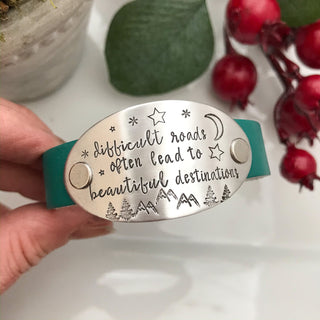 difficult roads
often lead to
beautiful destinations